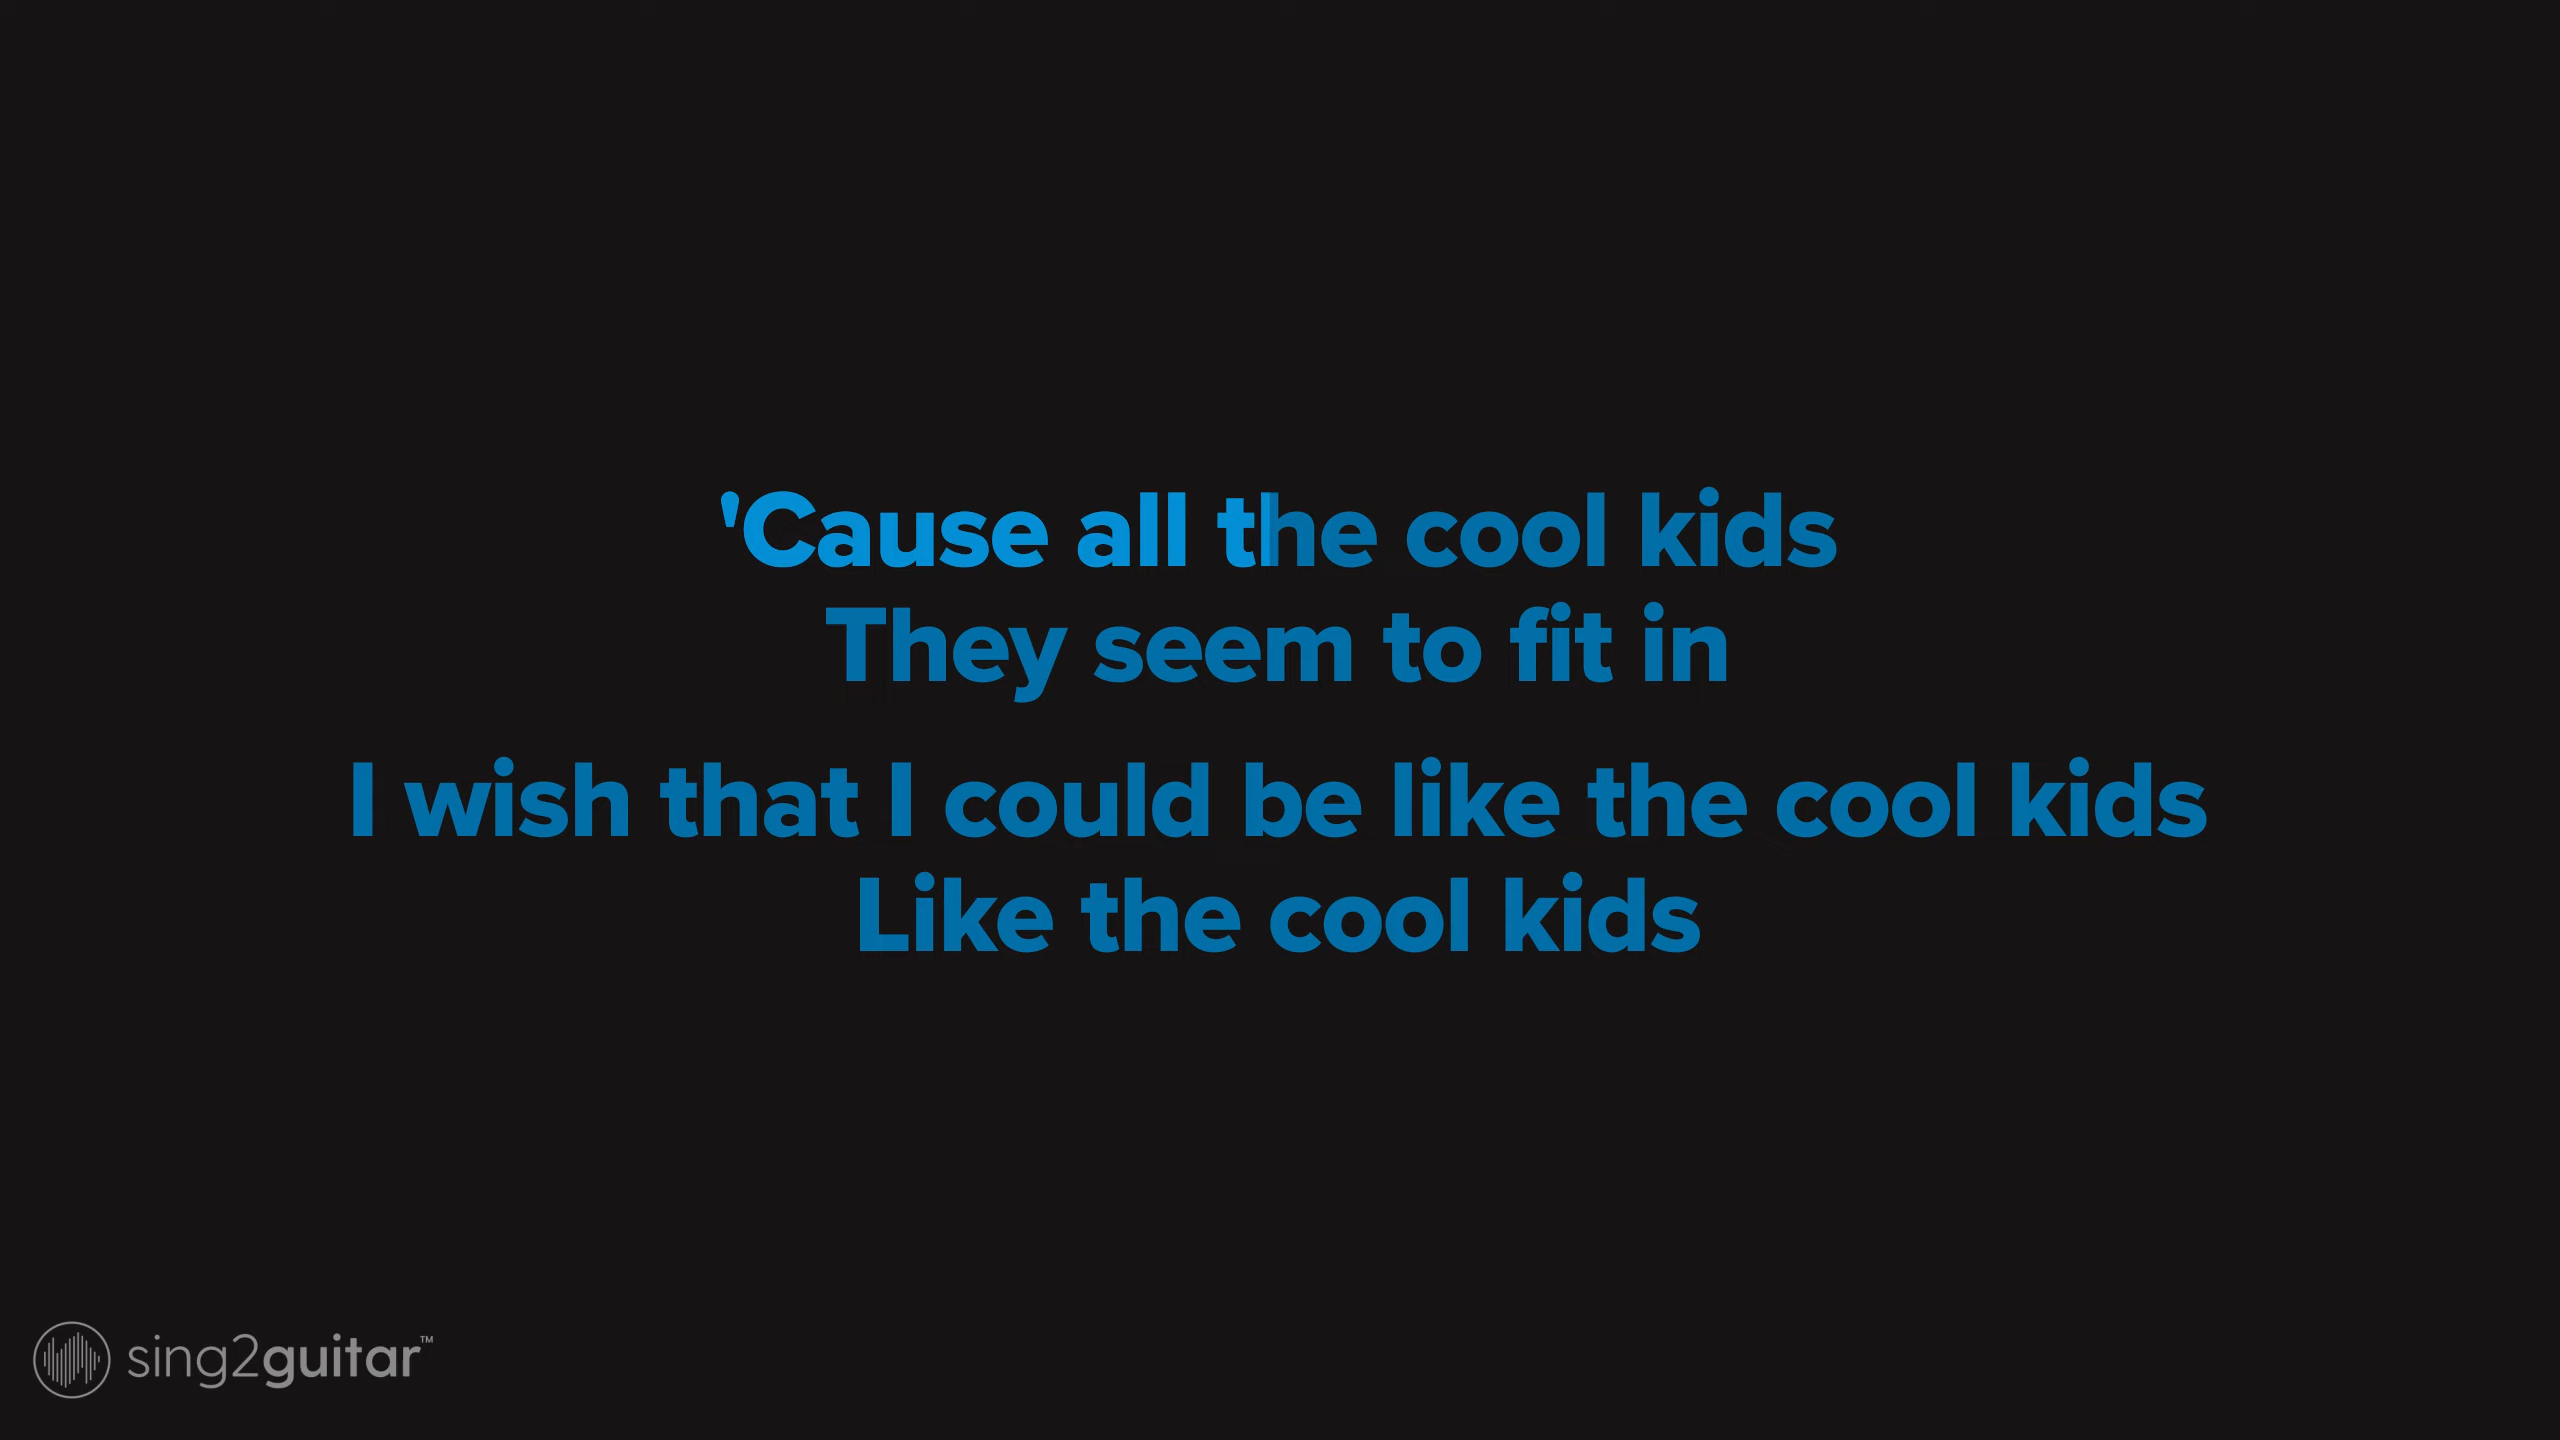 'Cause all the cool kids
They seem to fit in
I wish that I could be like the cool kids
Like the cool kids
sing2guitar™